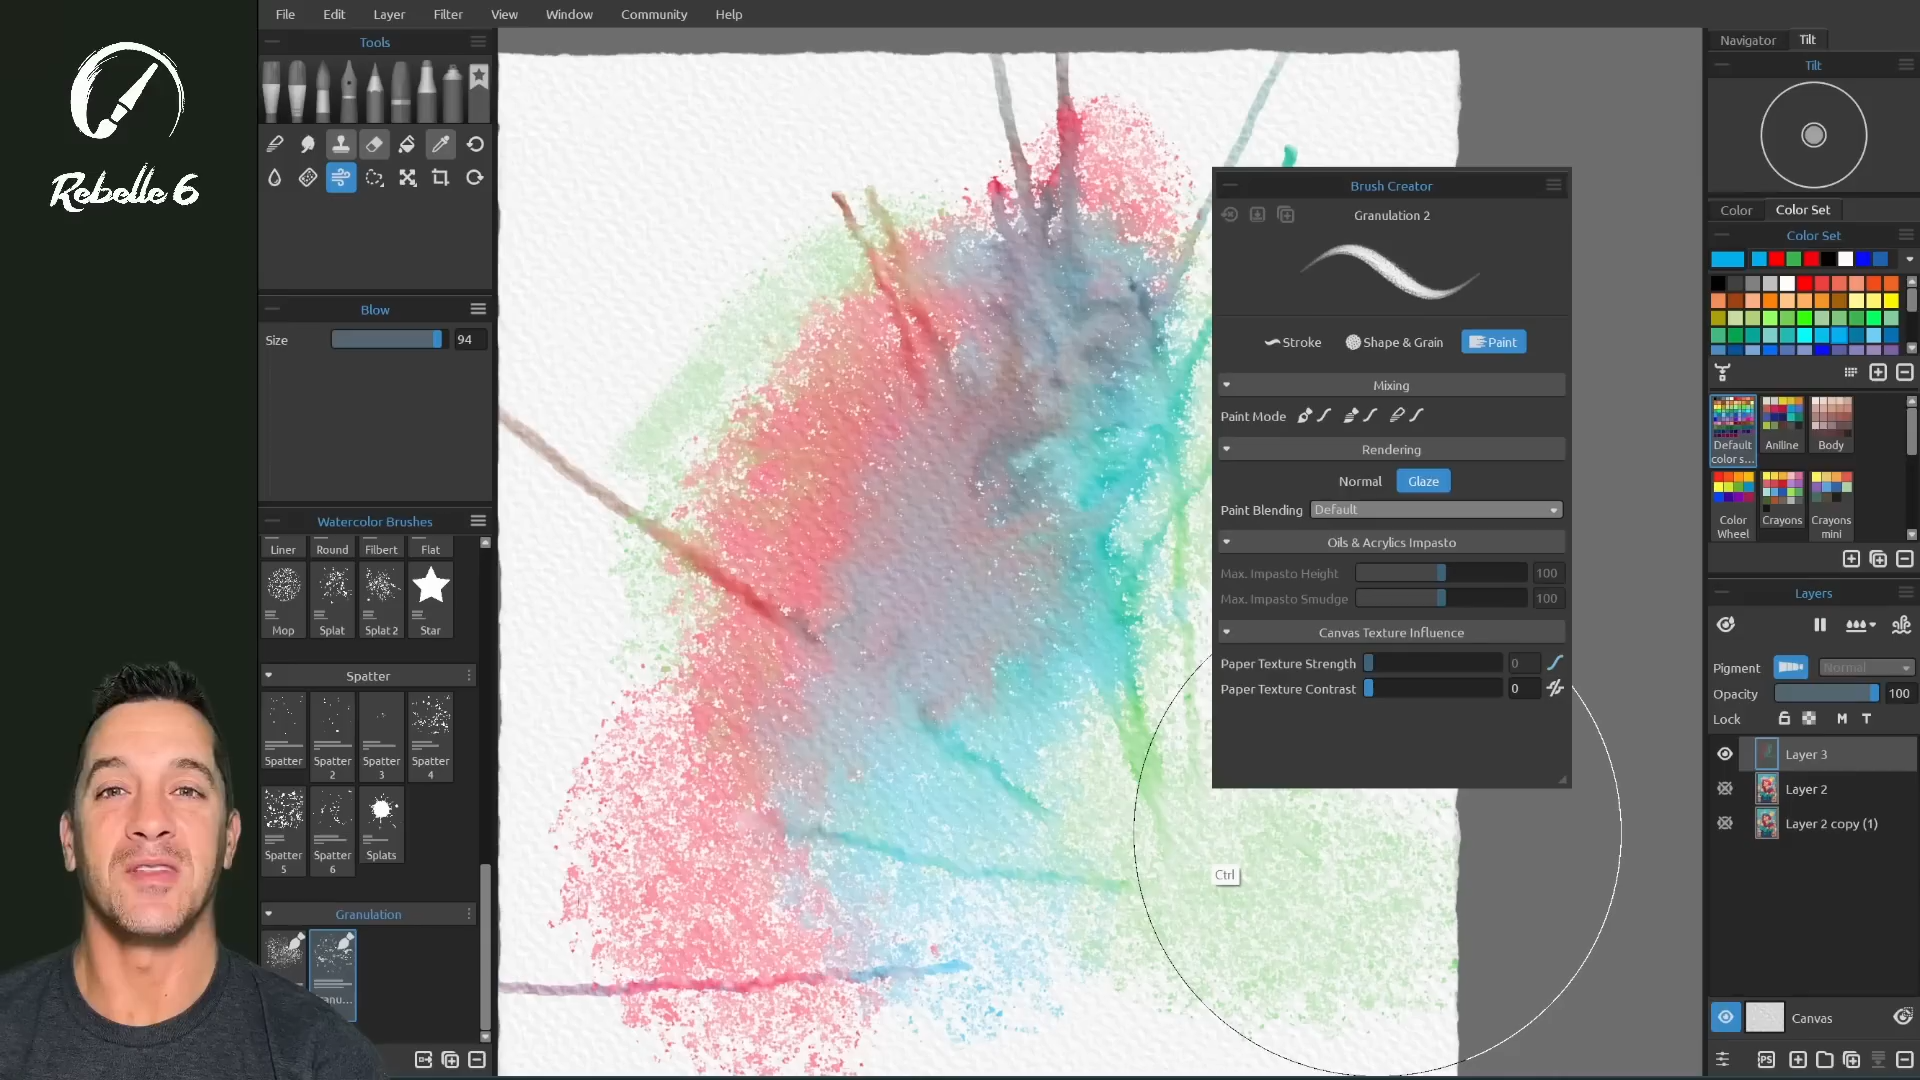 Rebelle 6
File Edit Layer Filter View Window Community Help
Tools
Blow
Size 94
Watercolor Brushes
Liner Round Filbert Flat
Mop Splat Splat 2 Star
Spatter
Spatter Spatter 2 Spatter 3 Spatter 4
Spatter 5 Spatter 6 Splats
Granulation
anu...
Brush Creator
Granulation 2
Stroke Shape & Grain Paint
Mixing
Paint Mode
Rendering
Normal Glaze
Paint Blending Default
Oils & Acrylics Impasto
Max. Impasto Height 100
Max. Impasto Smudge 100
Canvas Texture Influence
Paper Texture Strength 0
Paper Texture Contrast 0
Ctrl
Navigator Tilt
Tilt
Color Color Set
Color Set
Default color s... Aniline Body
Color Wheel Crayons Crayons mini
Layers
Pigment Normal
Opacity 100
Lock M T
Layer 3
Layer 2
Layer 2 copy (1)
Canvas
PS